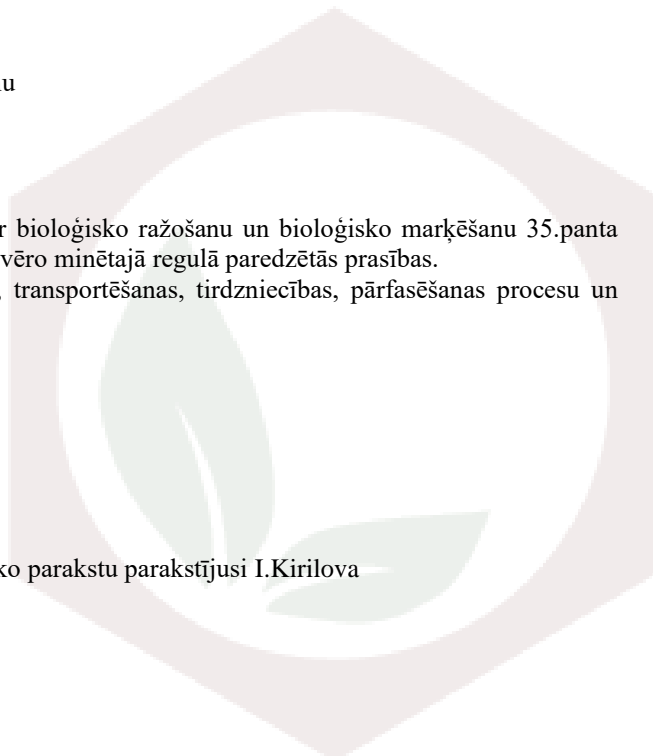 r bioloģisko ražošanu un bioloģisko marķēšanu 35.panta
vēro minētajā regulā paredzētās prasības.
, transportēšanas, tirdzniecības, pārfasēšanas procesu un
ko parakstu parakstījusi I.Kirilova